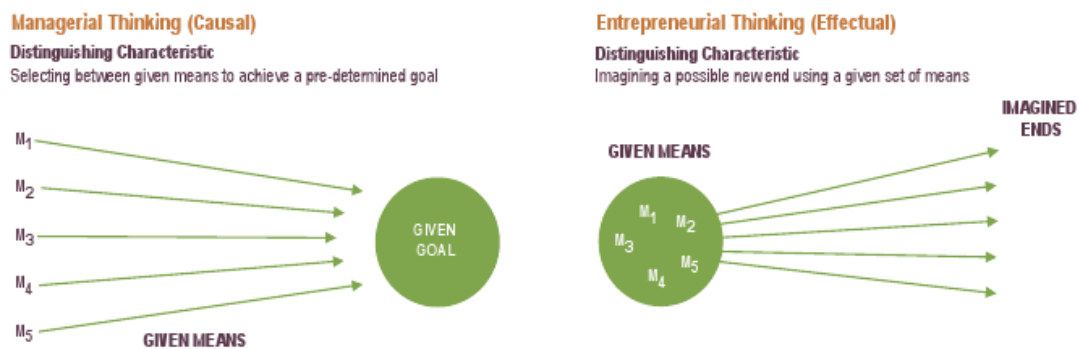 Managerial Thinking (Causal)
Distinguishing Characteristic
Selecting between given means to achieve a pre-determined goal
M1
M2
M3
M4
M5
GIVEN MEANS
GIVEN
GOAL
Entrepreneurial Thinking (Effectual)
Distinguishing Characteristic
Imagining a possible new end using a given set of means
GIVEN MEANS
M1
M2
M3
M5
M4
IMAGINED
ENDS